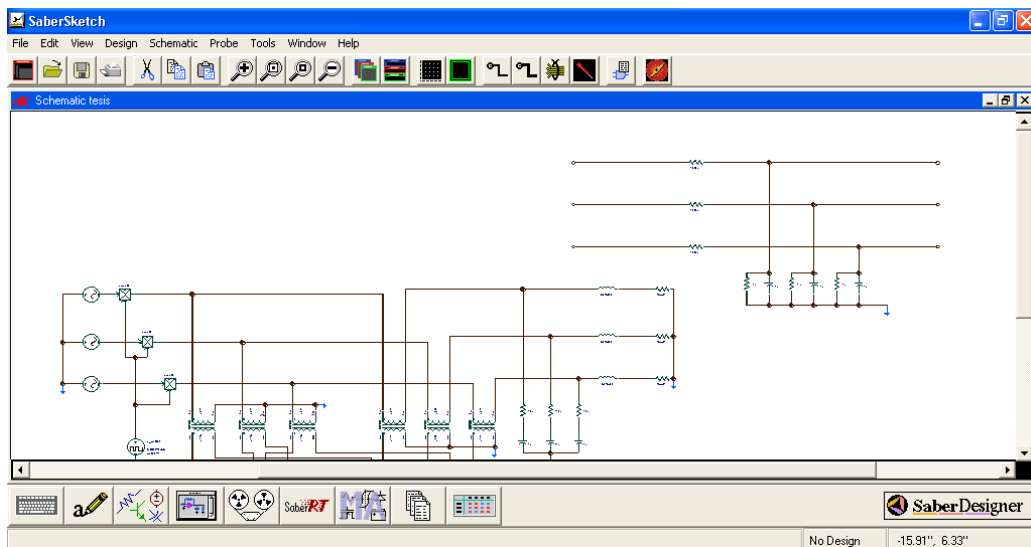 SaberSketch
File Edit View Design Schematic Probe Tools Window Help
Schematic tesis
a
SaberRT
MA
SaberDesigner
No Design -15.91", 6.33"